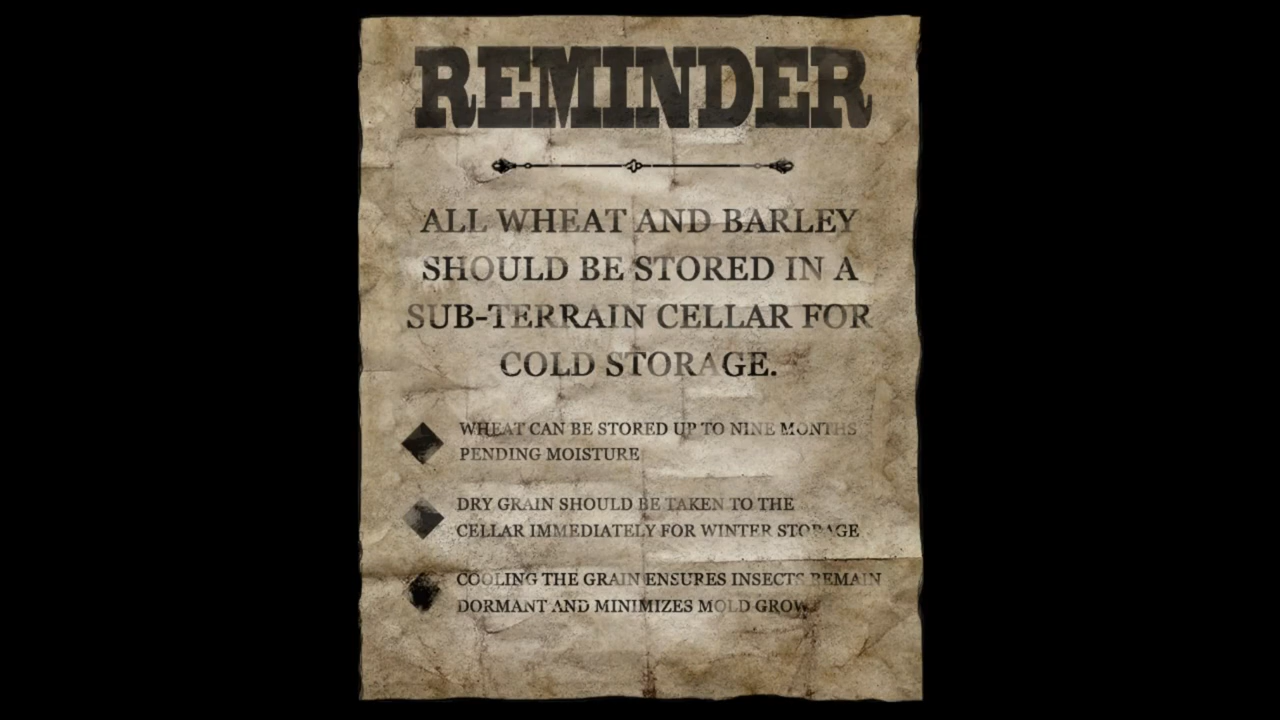 REMINDER
ALL WHEAT AND BARLEY
SHOULD BE STORED IN A
SUB-TERRAIN CELLAR FOR
COLD STORAGE.
WHEAT CAN BE STORED UP TO NINE MONTHS
PENDING MOISTURE
DRY GRAIN SHOULD BE TAKEN TO THE
CELLAR IMMEDIATELY FOR WINTER STORAGE
COOLING THE GRAIN ENSURES INSECTS REMAIN
DORMANT AND MINIMIZES MOLD